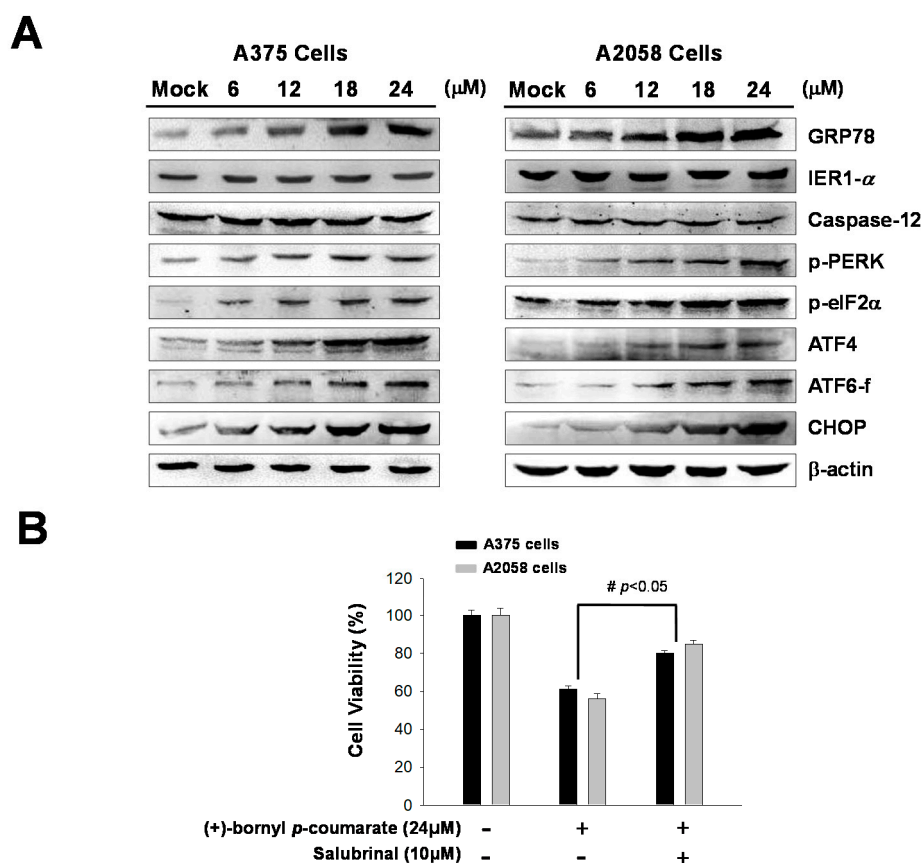 A
A375 Cells A2058 Cells
Mock 6 12 18 24 (μM) Mock 6 12 18 24 (μM)
GRP78
IER1-α
Caspase-12
p-PERK
p-eIF2α
ATF4
ATF6-f
CHOP
β-actin
B
A375 cells
A2058 cells
# p<0.05
Cell Viability (%)
120
100
80
60
40
20
0
(+)-bornyl p-coumarate (24μM) - + +
Salubrinal (10μM) - - +